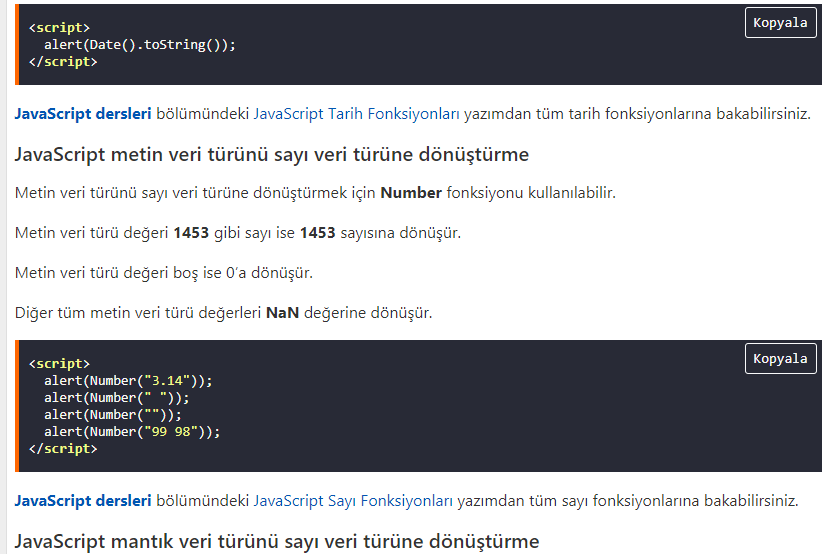 Kopyala
<script>
alert(Date().toString());
</script>
JavaScript dersleri bölümündeki JavaScript Tarih Fonksiyonları yazımdan tüm tarih fonksiyonlarına bakabilirsiniz.
JavaScript metin veri türünü sayı veri türüne dönüştürme
Metin veri türünü sayı veri türüne dönüştürmek için Number fonksiyonu kullanılabilir.
Metin veri türü değeri 1453 gibi sayı ise 1453 sayısına dönüşür.
Metin veri türü değeri boş ise 0’a dönüşür.
Diğer tüm metin veri türü değerleri NaN değerine dönüşür.
Kopyala
<script>
alert(Number("3.14"));
alert(Number(" "));
alert(Number(""));
alert(Number("99 98"));
</script>
JavaScript dersleri bölümündeki JavaScript Sayı Fonksiyonları yazımdan tüm sayı fonksiyonlarına bakabilirsiniz.
JavaScript mantık veri türünü sayı veri türüne dönüştürme